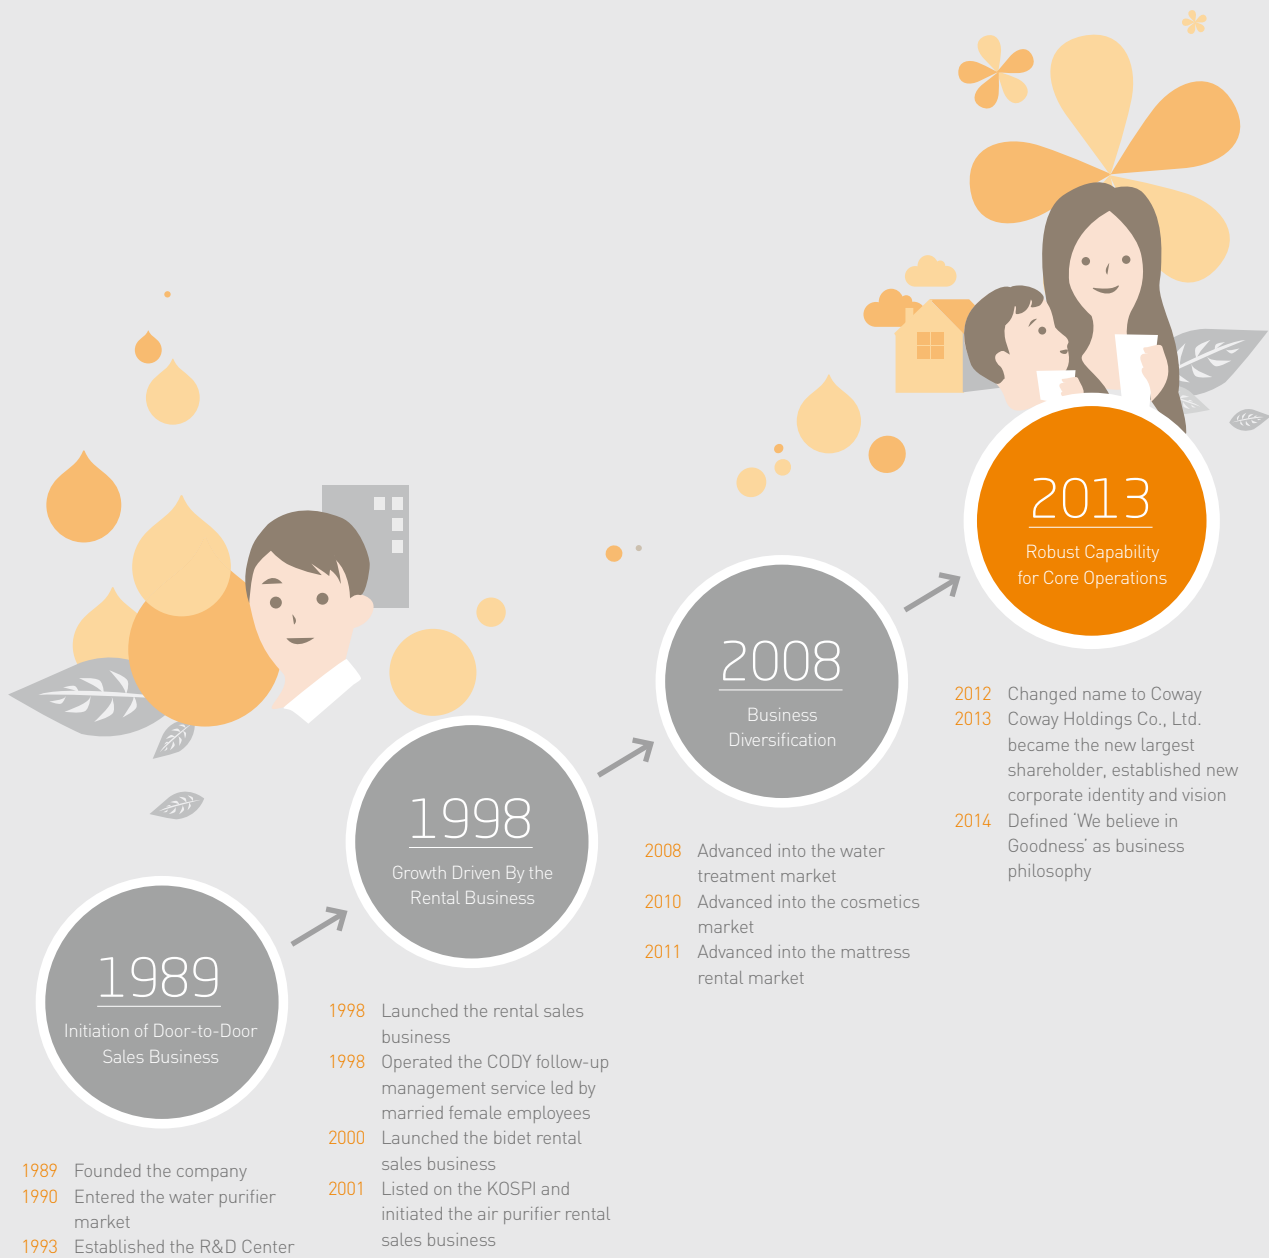 1989
Initiation of Door-to-Door
Sales Business
1989 Founded the company
1990 Entered the water purifier
market
1993 Established the R&D Center
1998
Growth Driven By the
Rental Business
1998 Launched the rental sales
business
1998 Operated the CODY follow-up
management service led by
married female employees
2000 Launched the bidet rental
sales business
2001 Listed on the KOSPI and
initiated the air purifier rental
sales business
2008
Business
Diversification
2008 Advanced into the water
treatment market
2010 Advanced into the cosmetics
market
2011 Advanced into the mattress
rental market
2013
Robust Capability
for Core Operations
2012 Changed name to Coway
2013 Coway Holdings Co., Ltd.
became the new largest
shareholder, established new
corporate identity and vision
2014 Defined 'We believe in
Goodness' as business
philosophy